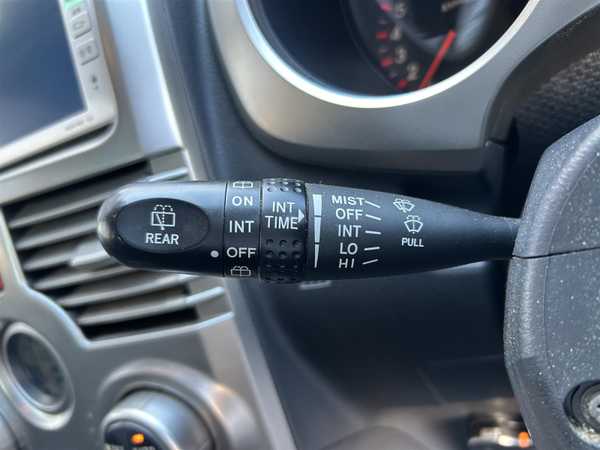 REAR
ON
INT
OFF
INT
TIME
MIST
OFF
INT
LO
HI
PULL